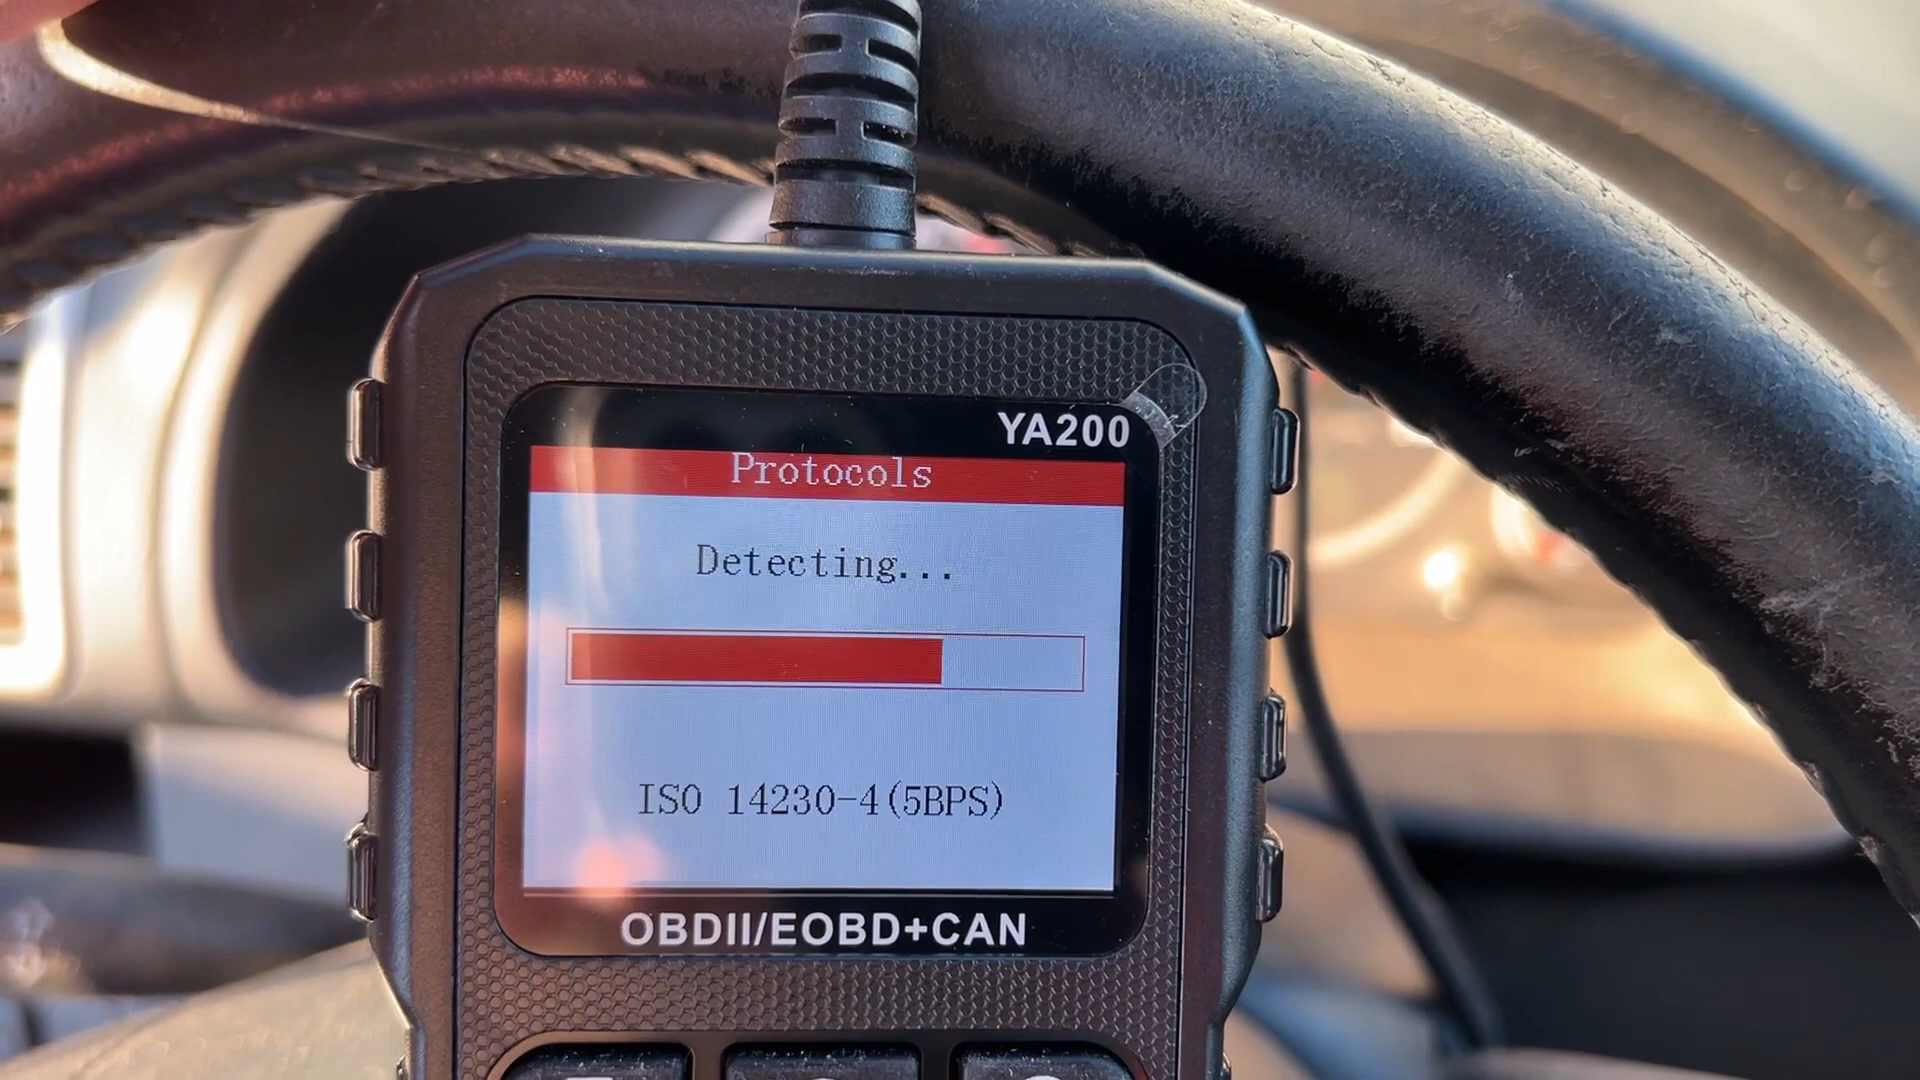 YA200
Protocols
Detecting...
ISO 14230-4(5BPS)
OBDII/EOBD+CAN